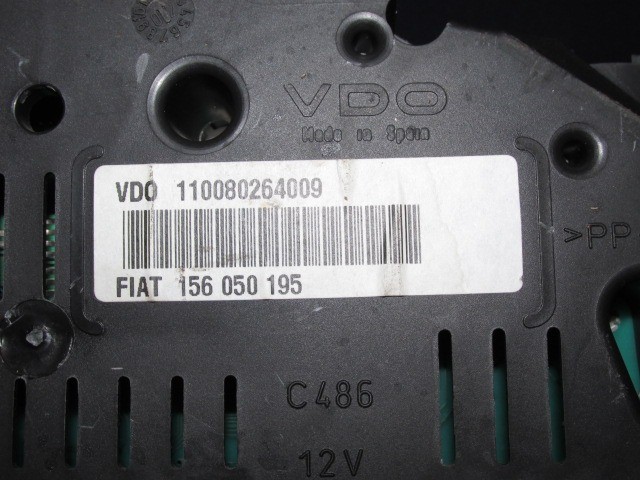 VDO
Made in Spain
VDO 110080264009
FIAT 156 050 195
>PP
C486
12V